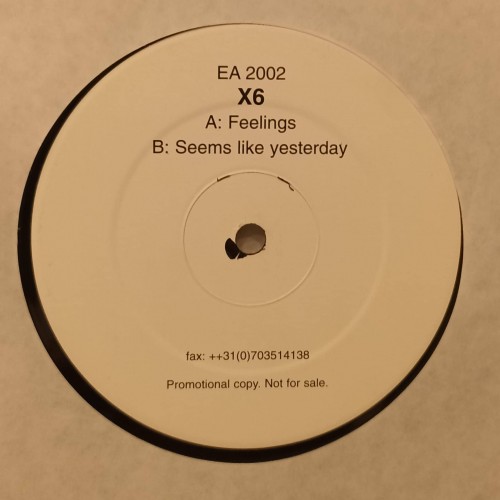 EA 2002
X6
A: Feelings
B: Seems like yesterday
fax: ++31(0)703514138
Promotional copy. Not for sale.